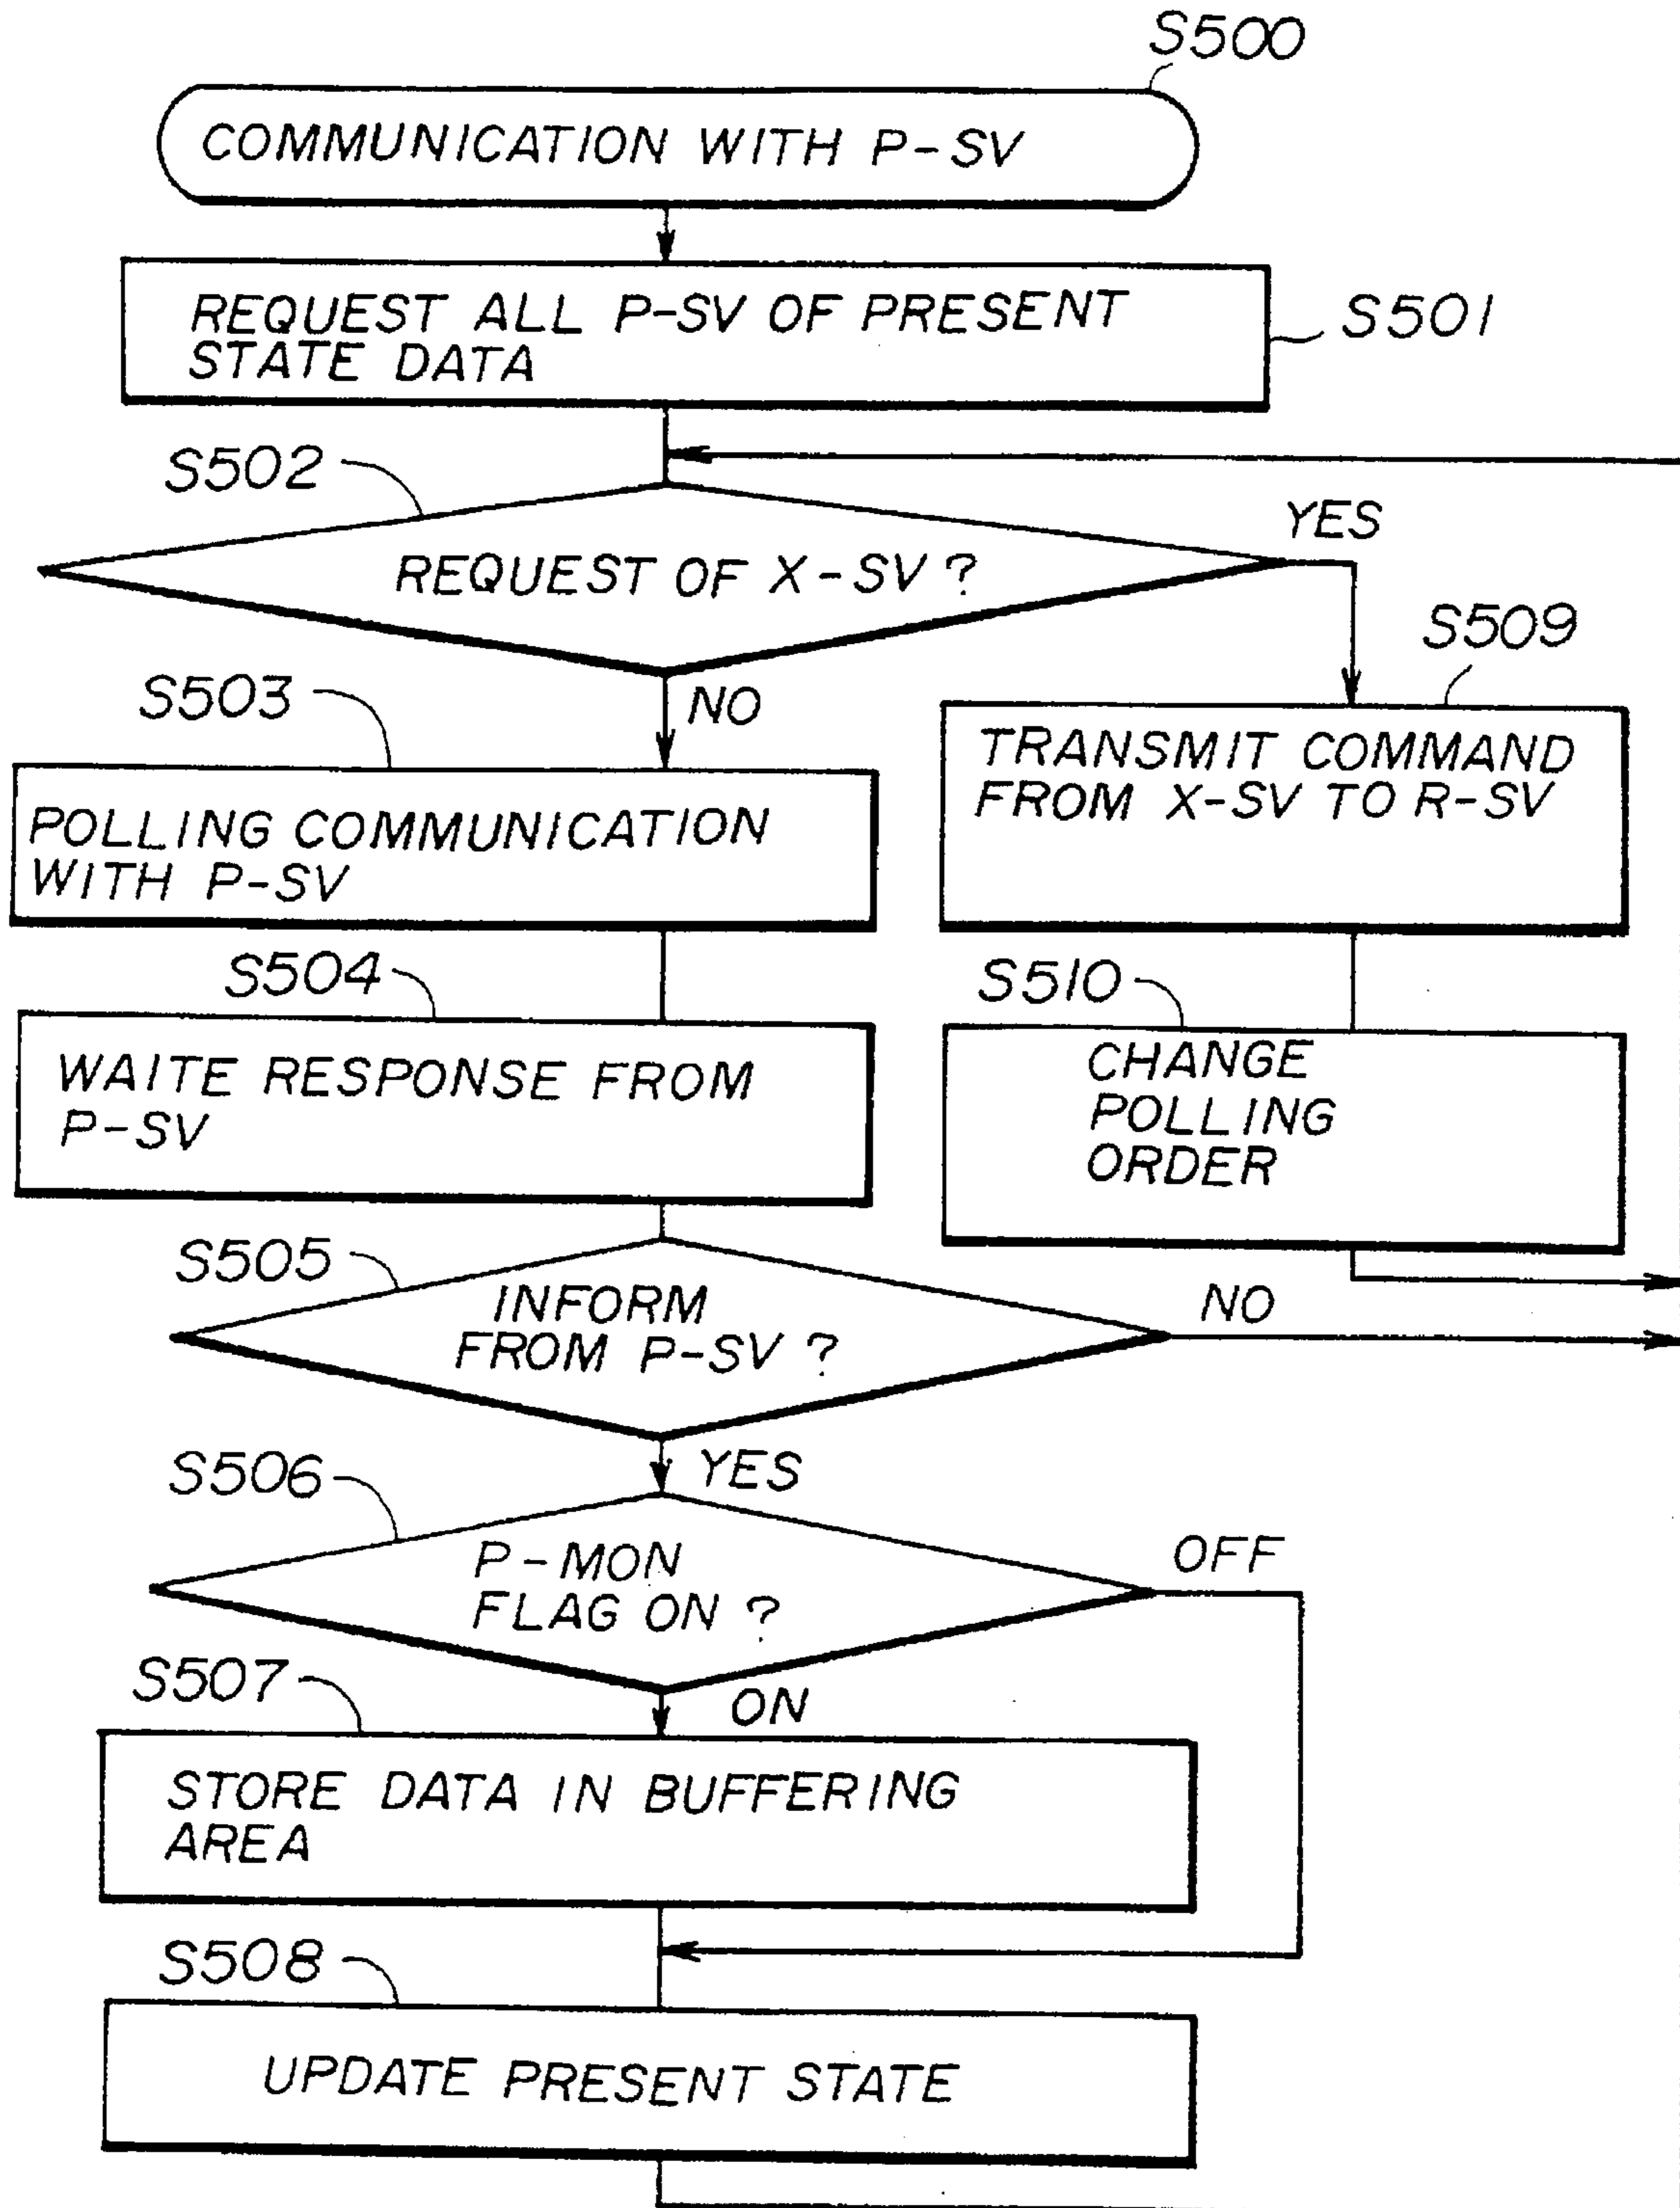 S500
COMMUNICATION WITH P-SV
REQUEST ALL P-SV OF PRESENT
STATE DATA
S501
S502
YES
REQUEST OF X-SV ?
S509
S503
NO
TRANSMIT COMMAND
FROM X-SV TO R-SV
POLLING COMMUNICATION
WITH P-SV
S504
S510
WAITE RESPONSE FROM
P-SV
CHANGE
POLLING
ORDER
S505
INFORM
FROM P-SV ?
NO
S506
YES
P-MON
FLAG ON ?
OFF
S507
ON
STORE DATA IN BUFFERING
AREA
S508
UPDATE PRESENT STATE